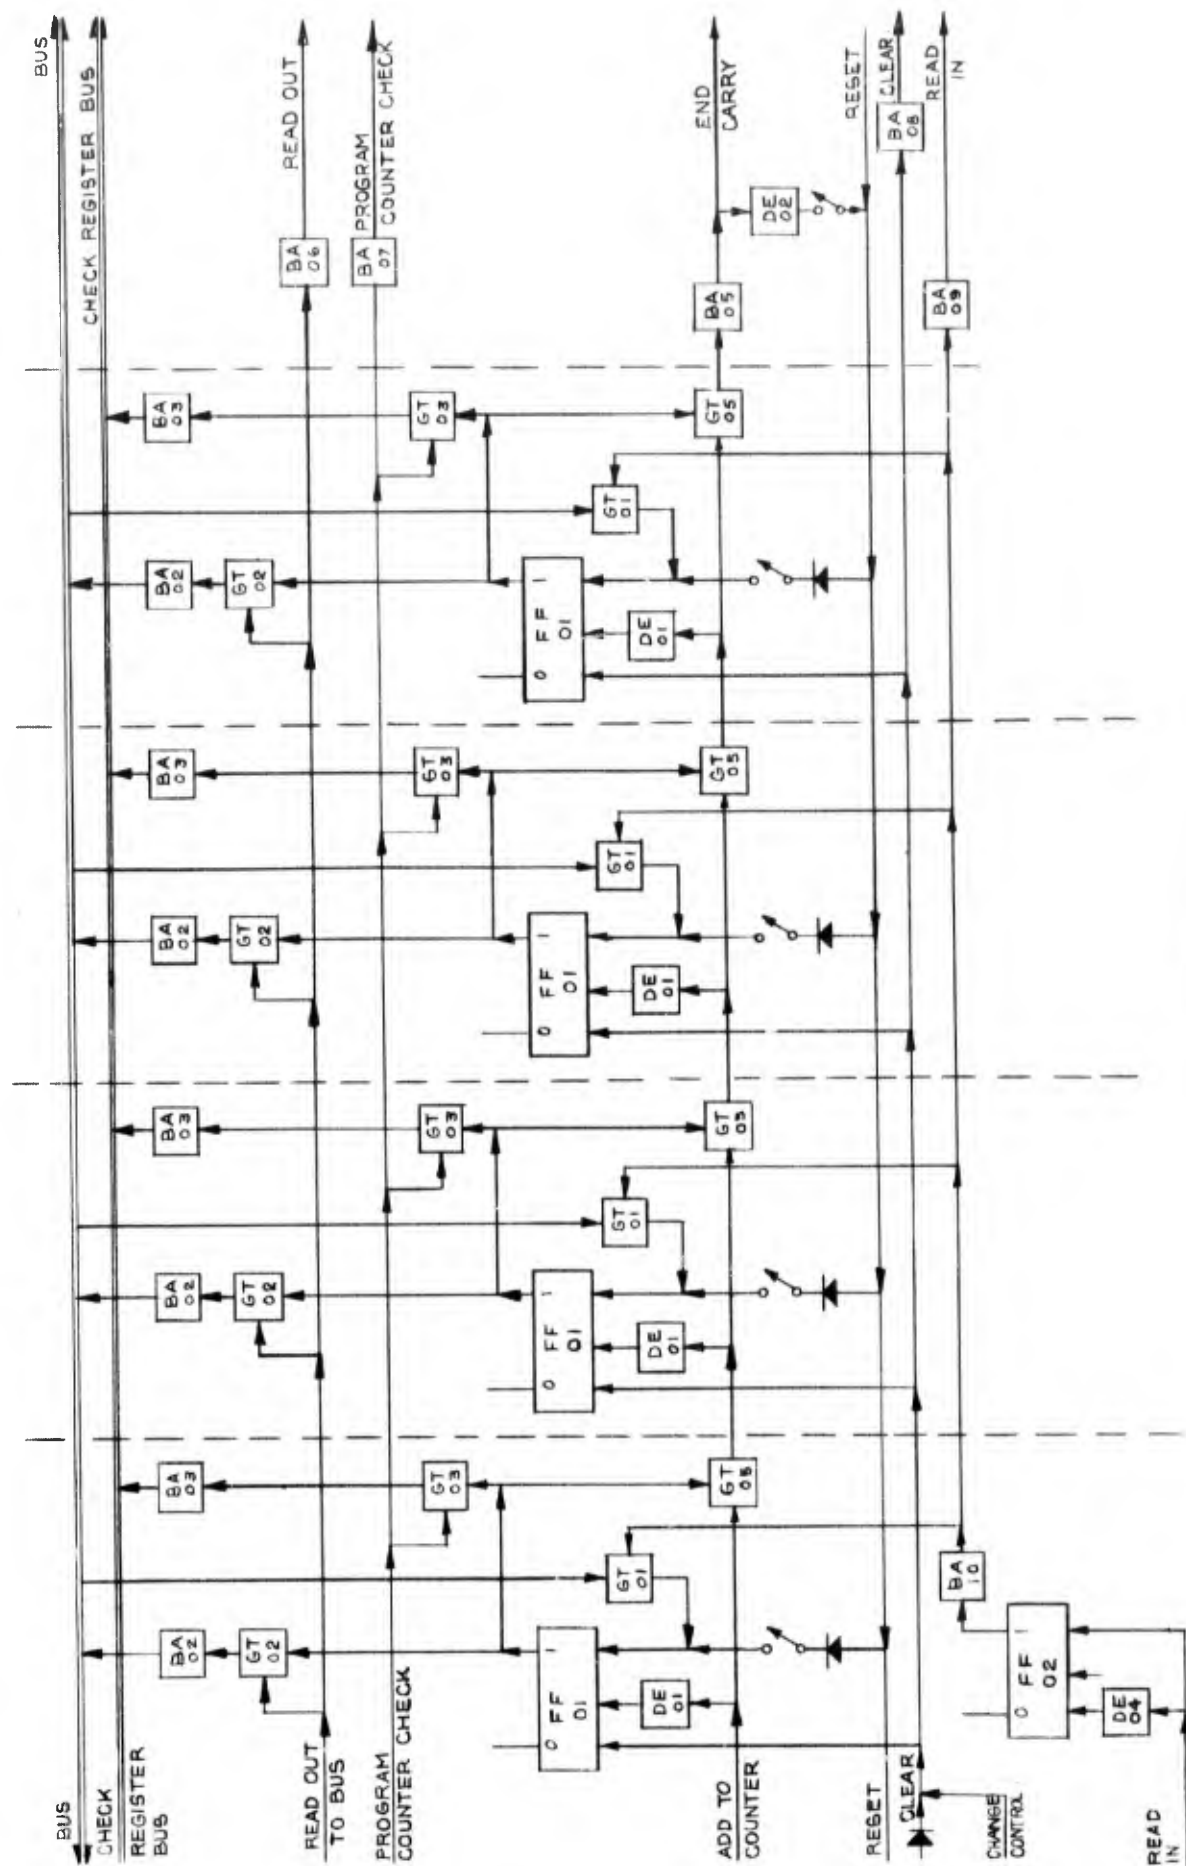 BUS
BUS
CHECK
REGISTER
BUS
CHECK REGISTER BUS
BA
02
BA
03
BA
02
BA
03
BA
02
BA
03
BA
02
BA
03
READ OUT
TO BUS
GT
02
GT
02
GT
02
GT
02
BA
06
READ OUT
PROGRAM
COUNTER CHECK
GT
03
GT
03
GT
03
GT
03
BA
07
PROGRAM
COUNTER CHECK
0 FF 1
01
0 FF 1
01
0 FF 1
01
0 FF 1
01
DE
01
GT
01
DE
01
GT
01
DE
01
GT
01
DE
01
GT
01
ADD TO
COUNTER
GT
05
GT
05
GT
05
GT
05
BA
05
END
CARRY
DE
02
RESET
RESET
CLEAR
BA
08
CLEAR
CHANGE
CONTROL
BA
10
BA
09
READ
IN
0 FF 1
02
DE
04
READ
IN